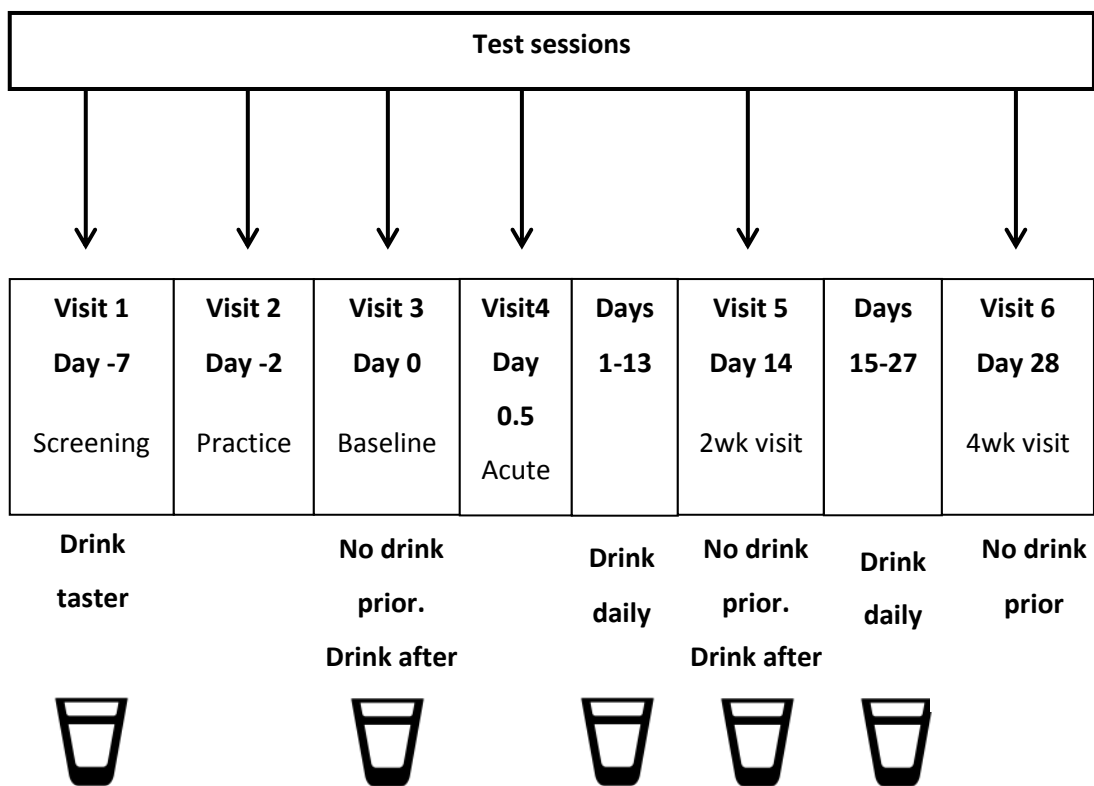 Test sessions
Visit 1
Day -7
Screening
Visit 2
Day -2
Practice
Visit 3
Day 0
Baseline
Visit4
Day
0.5
Acute
Days
1-13
Visit 5
Day 14
2wk visit
Days
15-27
Visit 6
Day 28
4wk visit
Drink
taster
No drink
prior.
Drink after
Drink
daily
No drink
prior.
Drink after
Drink
daily
No drink
prior